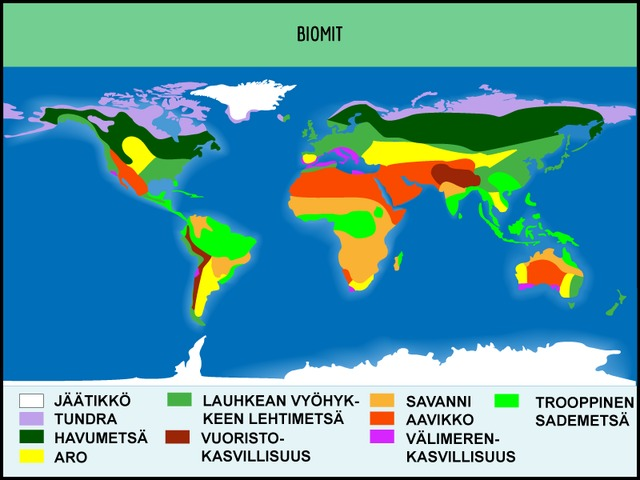 BIOMIT
JÄÄTIKKÖ
TUNDRA
HAVUMETSÄ
ARO
LAUHKEAN VYÖHYK-
KEEN LEHTIMETSÄ
VUORISTO-
KASVILLISUUS
SAVANNI
AAVIKKO
VÄLIMEREN-
KASVILLISUUS
TROOPPINEN
SADEMETSÄ